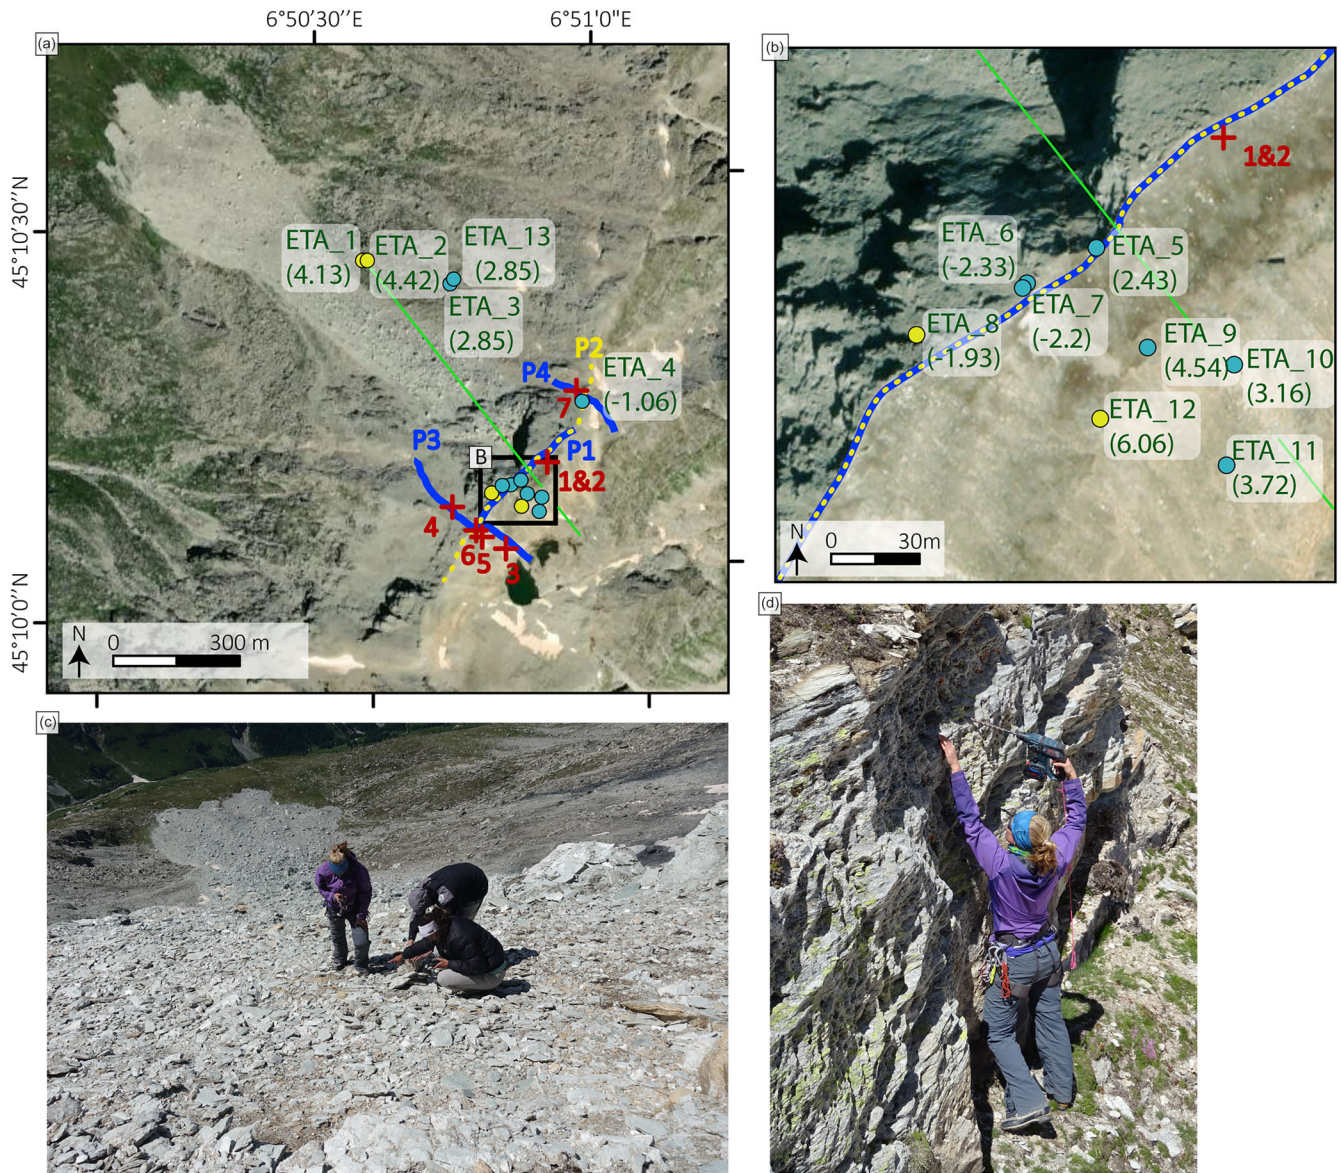 6°50'30''E
6°51'0"E
(a)
45°10'30''N
45°10'0''N
ETA_1
(4.13)
ETA_2
(4.42)
ETA_13
(2.85)
ETA_3
(2.85)
P2
ETA_4
(-1.06)
P4
7
P3
P1
B
1&2
4
6
5
3
N
0
300 m
(b)
1&2
ETA_6
(-2.33)
ETA_5
(2.43)
ETA_7
(-2.2)
ETA_8
(-1.93)
ETA_9
(4.54)
ETA_10
(3.16)
ETA_12
(6.06)
ETA_11
(3.72)
N
0
30m
(c)
(d)